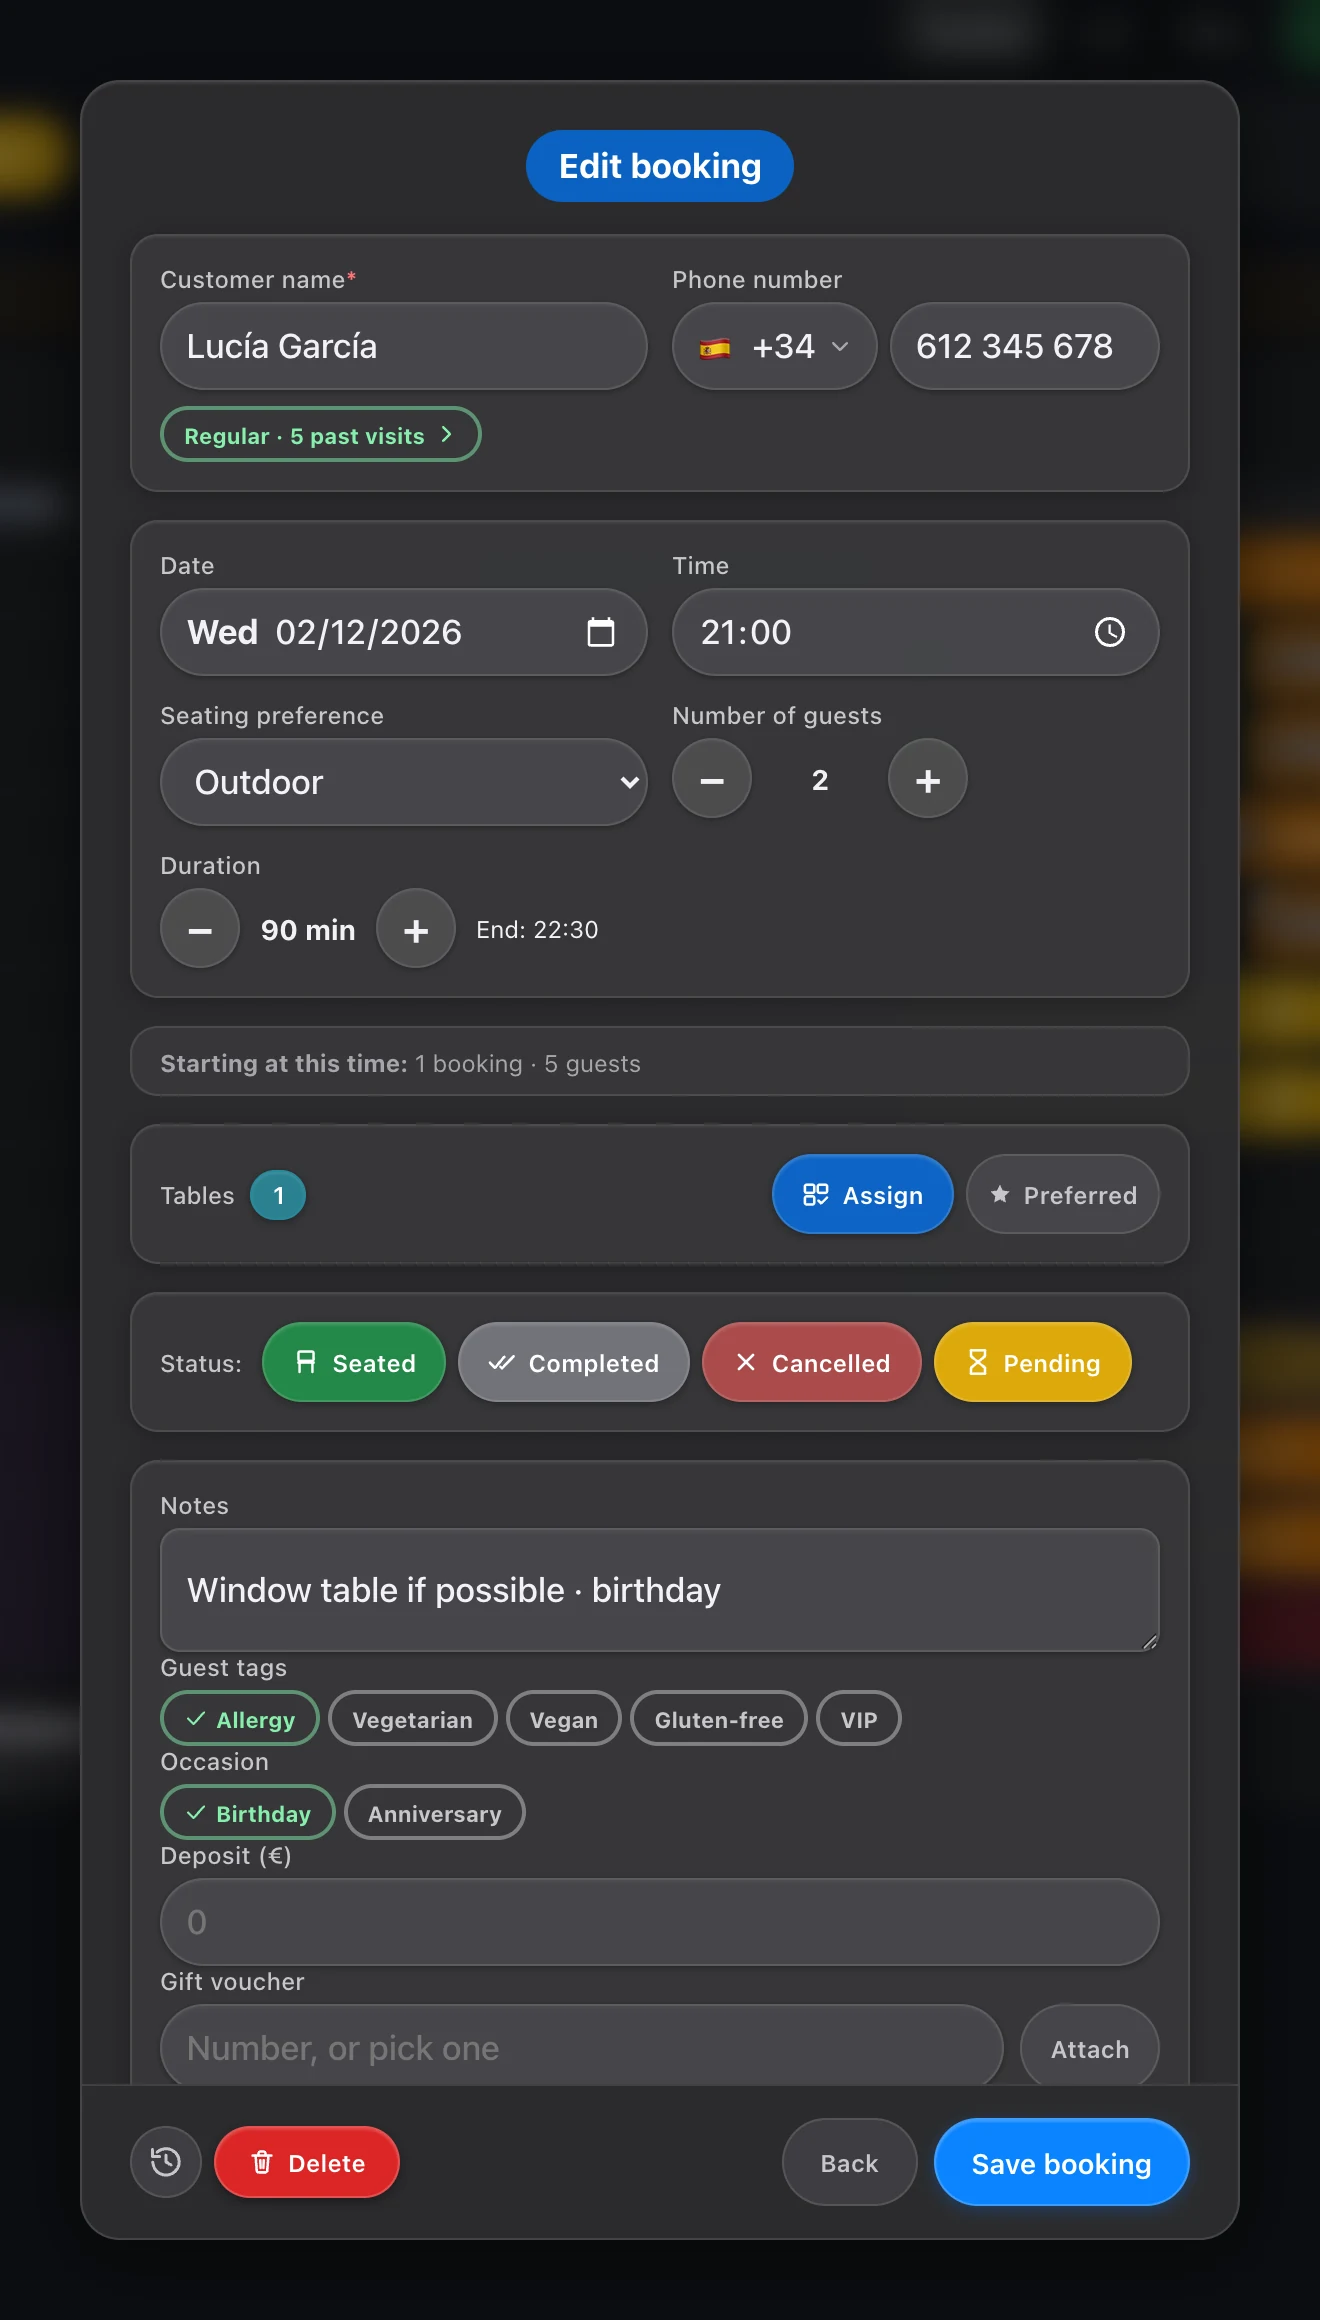 Edit booking
Customer name*
Phone number
Lucía García
+34
612 345 678
Regular · 5 past visits
Date
Time
Wed 02/12/2026
21:00
Seating preference
Number of guests
Outdoor
2
Duration
90 min
End: 22:30
Starting at this time: 1 booking · 5 guests
Tables 1
Assign
Preferred
Status:
Seated
Completed
Cancelled
Pending
Notes
Window table if possible · birthday
Guest tags
Allergy
Vegetarian
Vegan
Gluten-free
VIP
Occasion
Birthday
Anniversary
Deposit (€)
0
Gift voucher
Number, or pick one
Attach
Delete
Back
Save booking